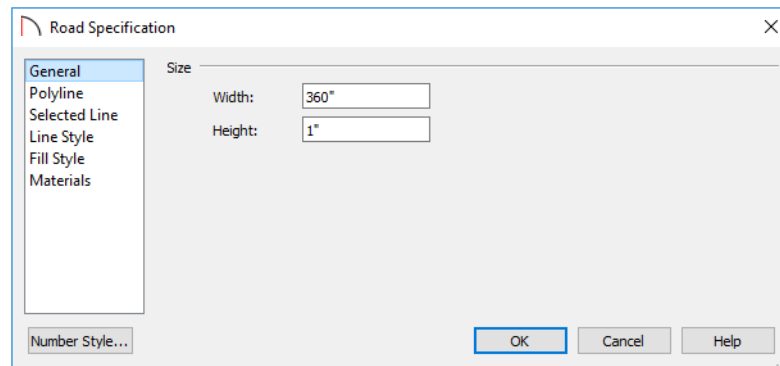 Road Specification
General
Polyline
Selected Line
Line Style
Fill Style
Materials
Size
Width: 360"
Height: 1"
Number Style...
OK Cancel Help